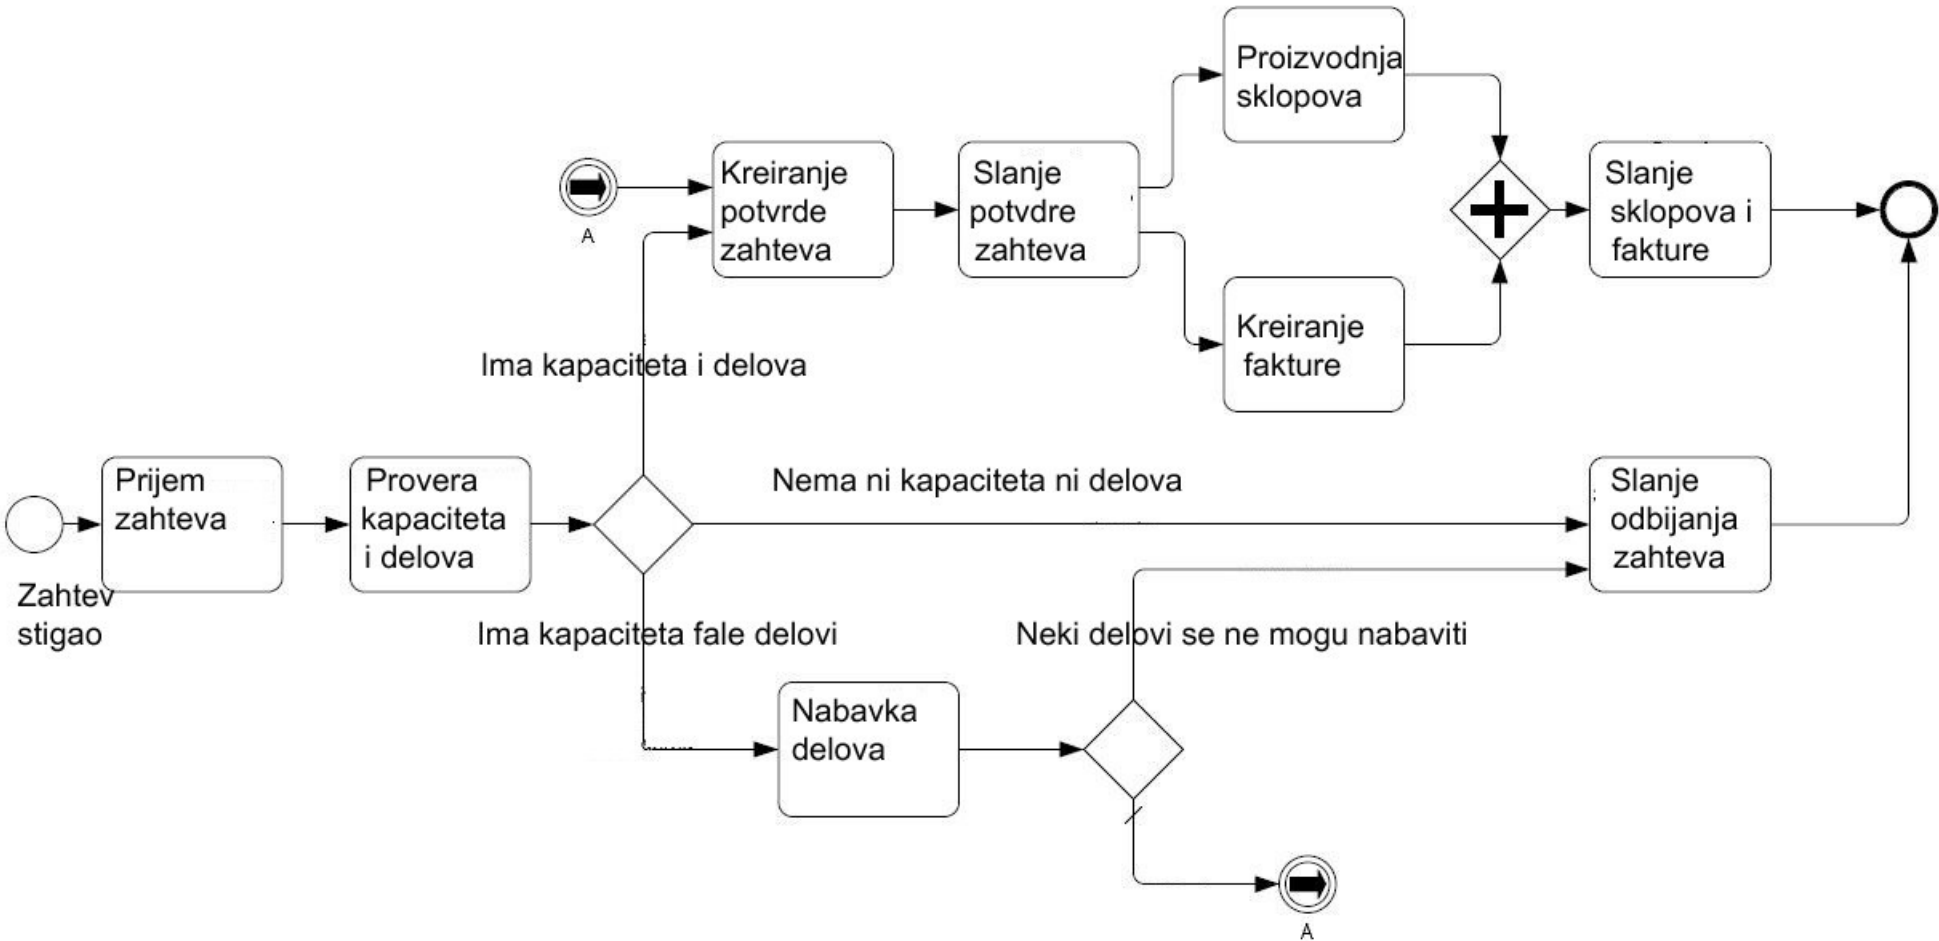 Proizvodnja
sklopova
Kreiranje
potvrde
zahteva
Slanje
potvdre
zahteva
Slanje
sklopova i
fakture
A
Kreiranje
fakture
Ima kapaciteta i delova
Prijem
zahteva
Provera
kapaciteta
i delova
Nema ni kapaciteta ni delova
Slanje
odbijanja
zahteva
Zahtev
stigao
Ima kapaciteta fale delovi
Neki delovi se ne mogu nabaviti
Nabavka
delova
A